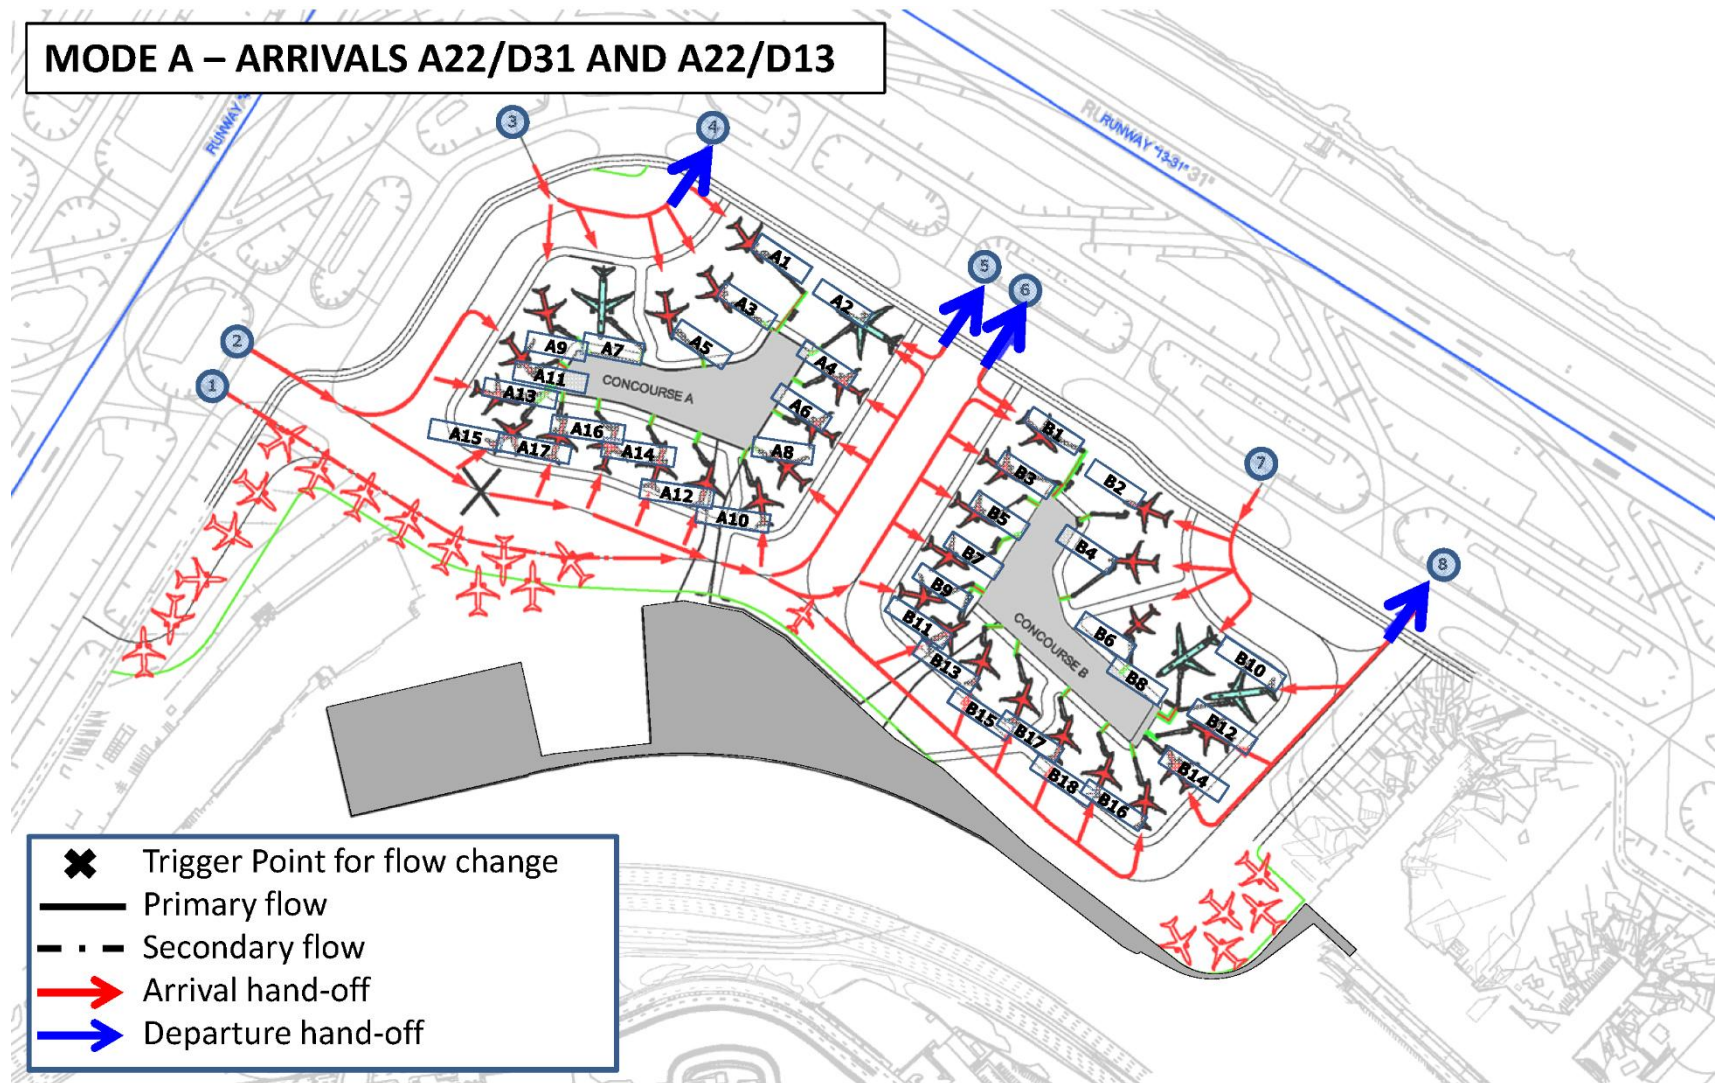 MODE A – ARRIVALS A22/D31 AND A22/D13
RUNWAY
3
4
RUNWAY "13-31"
31"
5
6
2
1
7
8
A1
A2
A3
A5
A9
A7
A4
A11
CONCOURSE A
A13
A6
A15
A17
A16
A14
A8
A12
A10
B1
B3
B2
B5
B7
B4
B9
B11
B6
CONCOURSE B
B13
B8
B10
B15
B17
B12
B18
B16
B14
Trigger Point for flow change
Primary flow
Secondary flow
Arrival hand-off
Departure hand-off